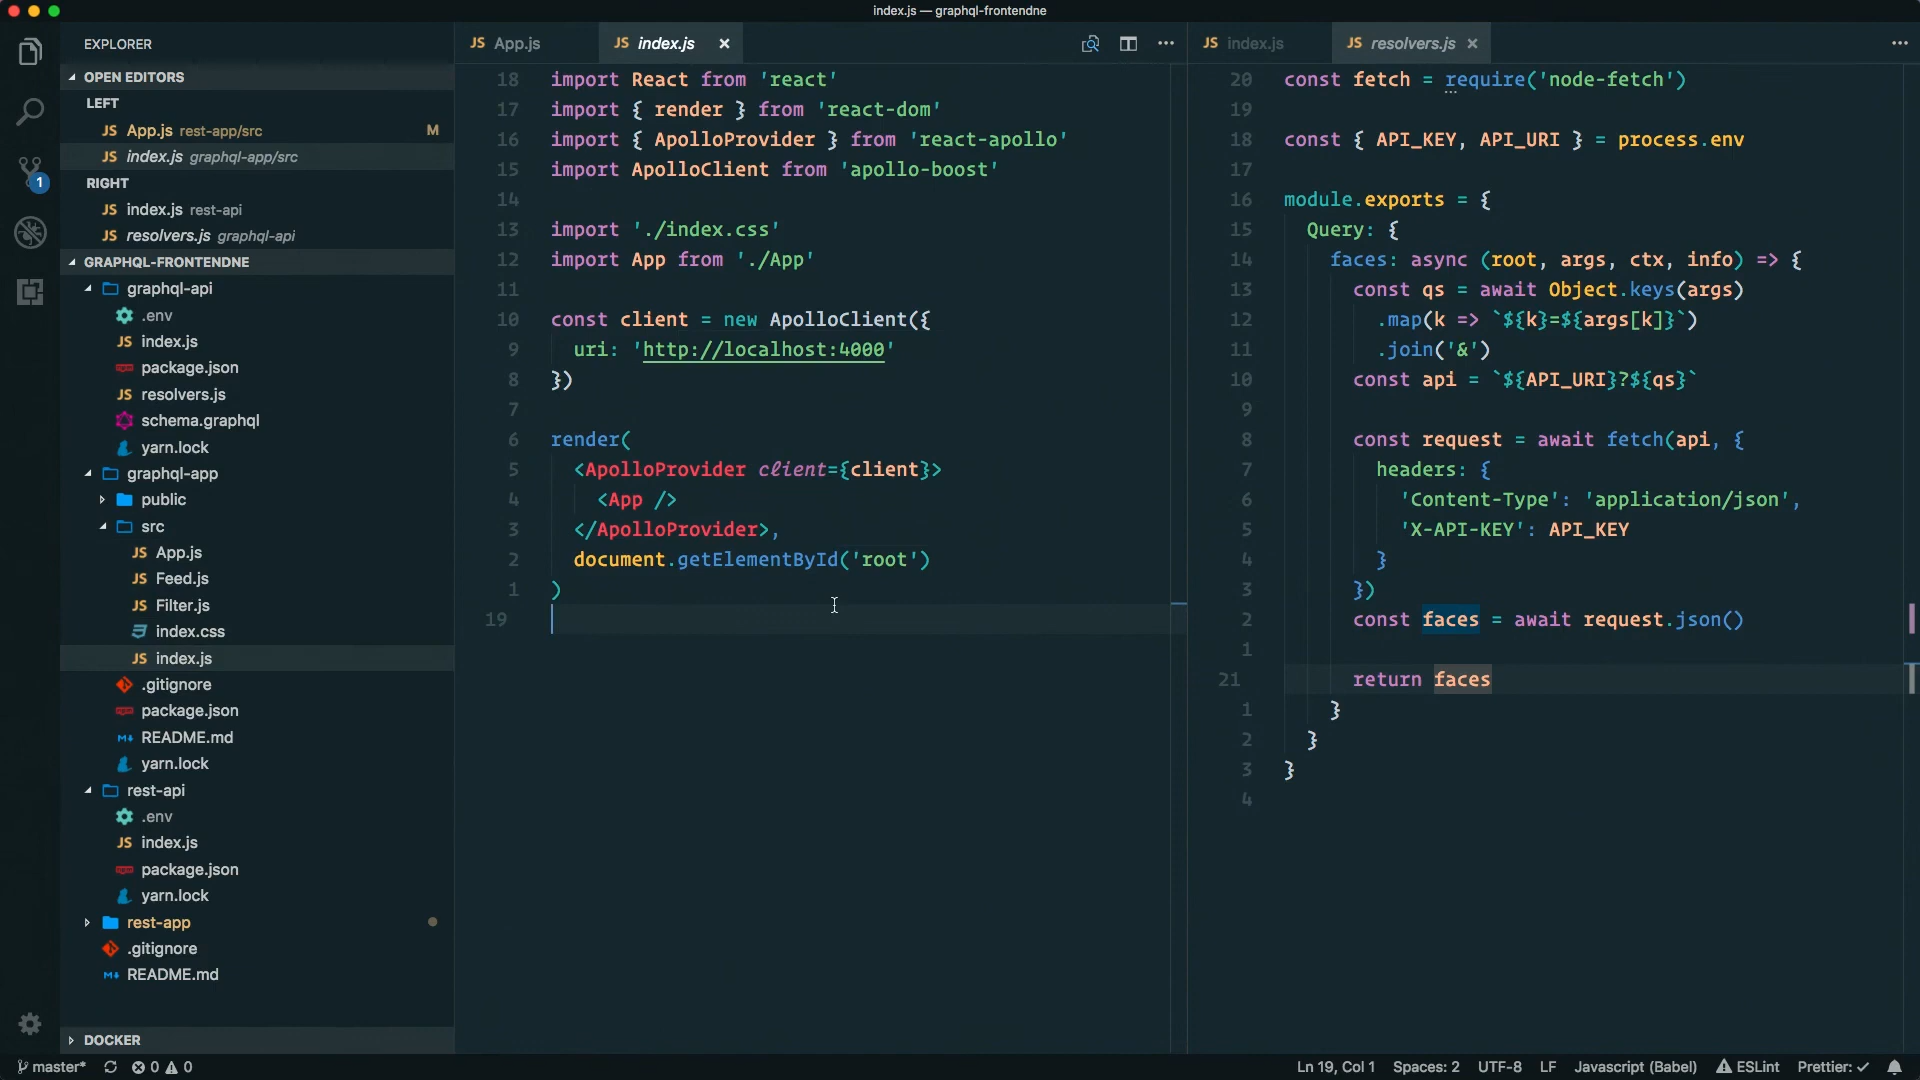 index.js — graphql-frontendne
EXPLORER
OPEN EDITORS
LEFT
JS App.js rest-app/src M
JS index.js graphql-app/src
RIGHT
JS index.js rest-api
JS resolvers.js graphql-api
GRAPHQL-FRONTENDNE
graphql-api
.env
JS index.js
package.json
JS resolvers.js
schema.graphql
yarn.lock
graphql-app
public
src
JS App.js
JS Feed.js
JS Filter.js
index.css
JS index.js
.gitignore
package.json
README.md
yarn.lock
rest-api
.env
JS index.js
package.json
yarn.lock
rest-app
.gitignore
README.md
DOCKER
1
JS App.js
JS index.js ×
18 import React from 'react'
17 import { render } from 'react-dom'
16 import { ApolloProvider } from 'react-apollo'
15 import ApolloClient from 'apollo-boost'
14
13 import './index.css'
12 import App from './App'
11
10 const client = new ApolloClient({
9 uri: 'http://localhost:4000'
8 })
7
6 render(
5 <ApolloProvider client={client}>
4 <App />
3 </ApolloProvider>,
2 document.getElementById('root')
1 )
19
JS index.js
JS resolvers.js ×
20 const fetch = require('node-fetch')
19
18 const { API_KEY, API_URI } = process.env
17
16 module.exports = {
15 Query: {
14 faces: async (root, args, ctx, info) => {
13 const qs = await Object.keys(args)
12 .map(k => `${k}=${args[k]}`)
11 .join('&')
10 const api = `${API_URI}?${qs}`
9
8 const request = await fetch(api, {
7 headers: {
6 'Content-Type': 'application/json',
5 'X-API-KEY': API_KEY
4 }
3 })
2 const faces = await request.json()
1
21 return faces
1 }
2 }
3 }
4
master* 0 0
Ln 19, Col 1 Spaces: 2 UTF-8 LF Javascript (Babel) ESLint Prettier: ✓